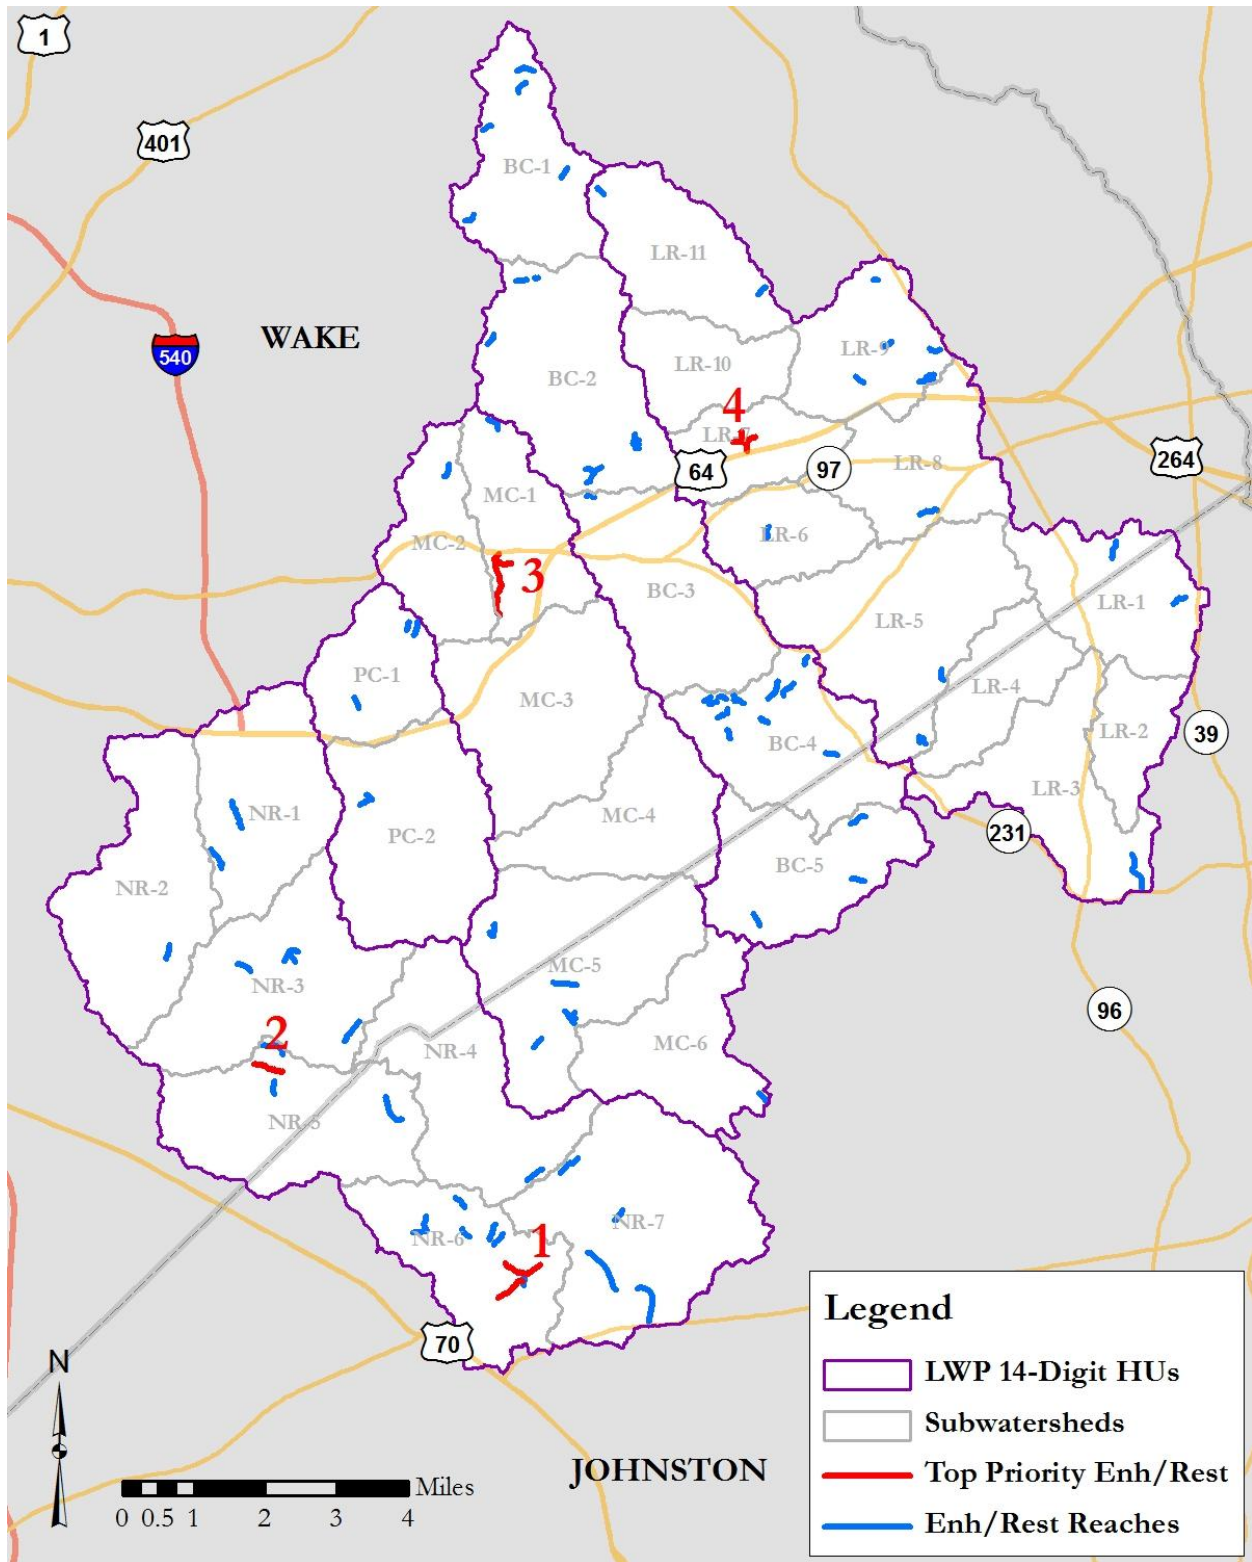 1
401
BC-1
LR-11
WAKE
540
LR-9
LR-10
BC-2
4
LR-7
64
97
LR-8
264
MC-1
MC-2
LR-6
3
BC-3
LR-1
LR-5
PC-1
LR-4
MC-3
LR-2
39
BC-4
LR-3
NR-1
MC-4
PC-2
231
BC-5
NR-2
MC-5
NR-3
96
2
NR-4
MC-6
NR-5
NR-7
NR-6
1
70
Legend
LWP 14-Digit HUs
Subwatersheds
Top Priority Enh/Rest
Enh/Rest Reaches
N
JOHNSTON
Miles
0 0.5 1 2 3 4